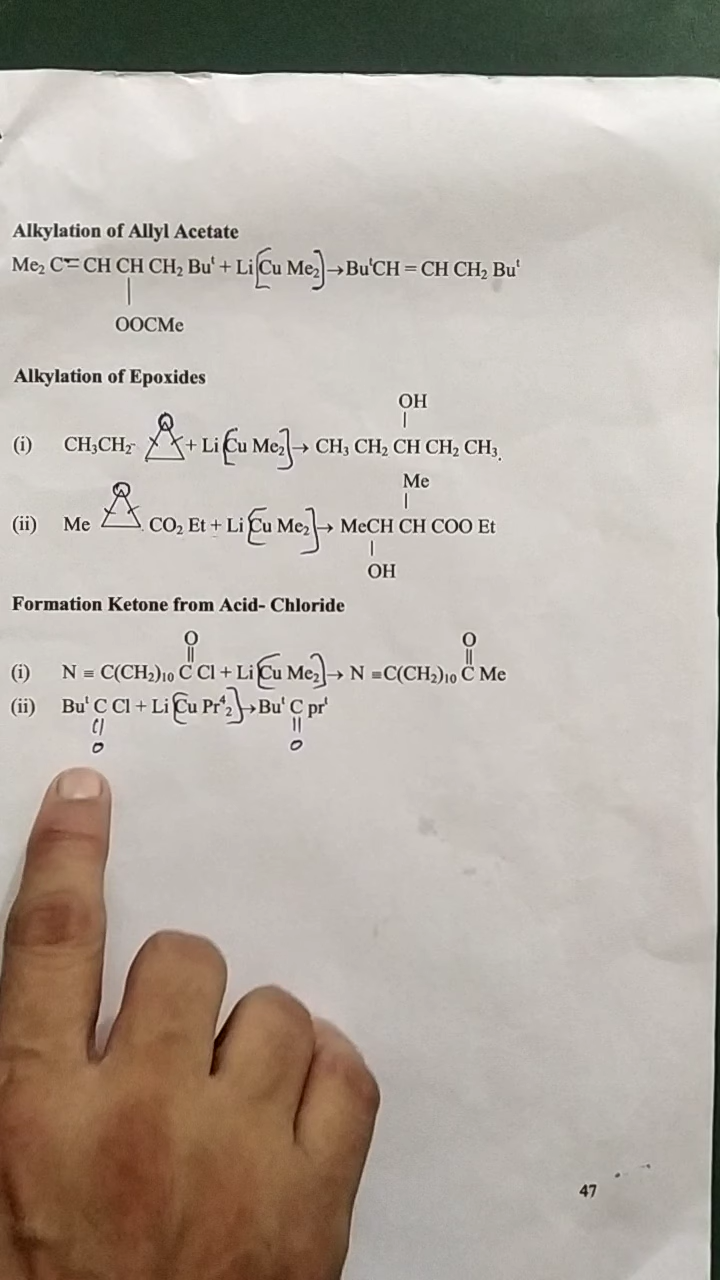 Alkylation of Allyl Acetate
Me₂ C=CH CH CH₂ Buᵗ + Li[Cu Me₂]→BuᵗCH = CH CH₂ Buᵗ
|
OOCMe
Alkylation of Epoxides
OH
|
(i) CH₃CH₂- O + Li[Cu Me₂]→ CH₃ CH₂ CH CH₂ CH₃.
Me
|
(ii) Me O CO₂ Et + Li[Cu Me₂]→ MeCH CH COO Et
|
OH
Formation Ketone from Acid- Chloride
O O
|| ||
(i) N ≡ C(CH₂)₁₀ C Cl + Li[Cu Me₂]→ N ≡C(CH₂)₁₀ C Me
(ii) Buᵗ C Cl + Li[Cu Pr⁴₂]→Buᵗ C prᵗ
|| ||
O O
47